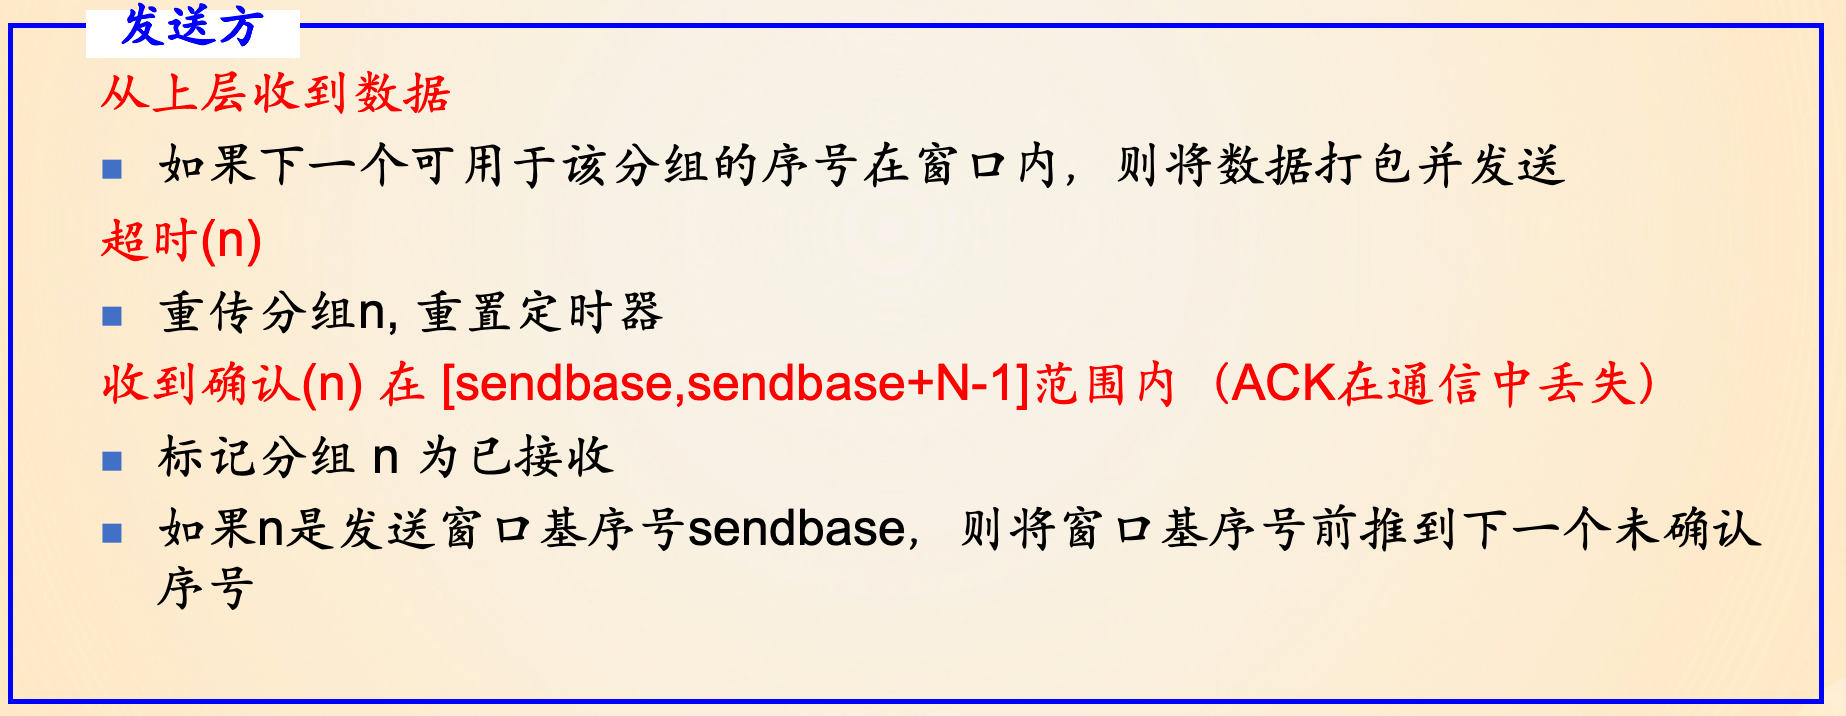 发送方
从上层收到数据
如果下一个可用于该分组的序号在窗口内，则将数据打包并发送
超时(n)
重传分组n, 重置定时器
收到确认(n) 在 [sendbase,sendbase+N-1]范围内（ACK在通信中丢失）
标记分组 n 为已接收
如果n是发送窗口基序号sendbase，则将窗口基序号前推到下一个未确认
序号